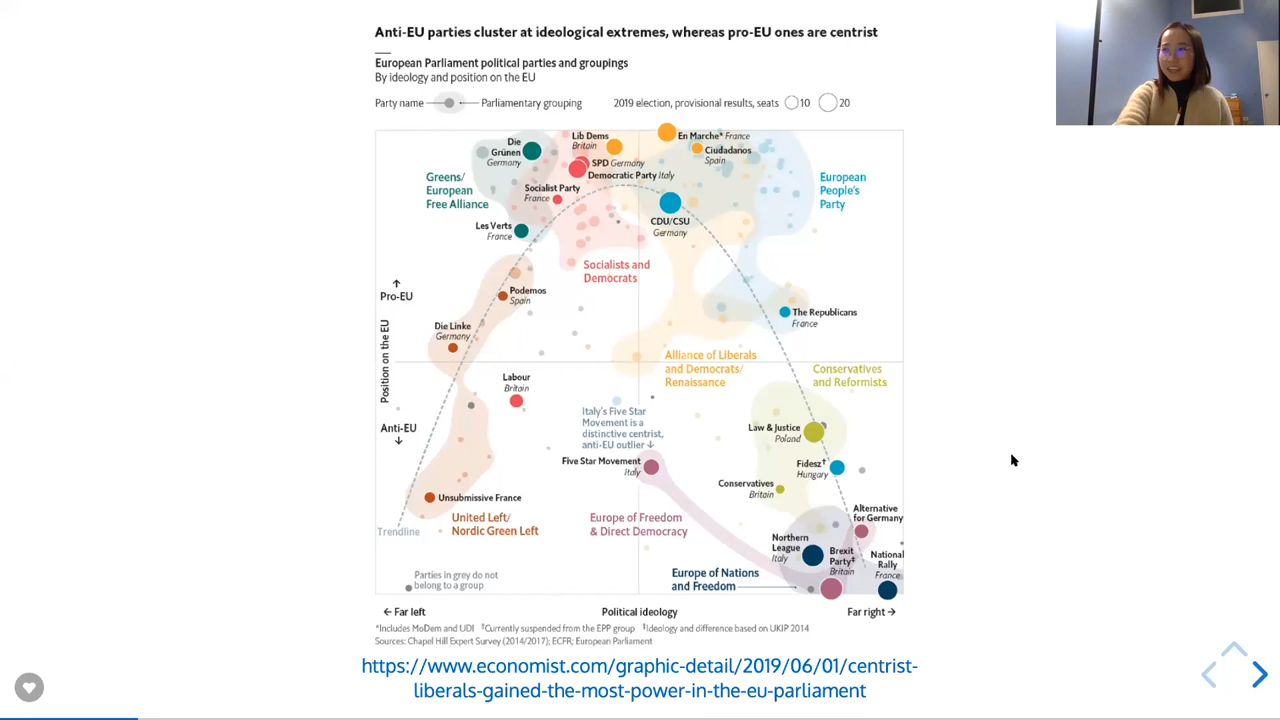 Anti-EU parties cluster at ideological extremes, whereas pro-EU ones are centrist
European Parliament political parties and groupings
By ideology and position on the EU
Party name
Parliamentary grouping
2019 election, provisional results, seats
10
20
Die
Grünen
Germany
Lib Dems
Britain
En Marche* France
Ciudadanos
Spain
SPD Germany
Democratic Party Italy
Greens/
European
Free Alliance
Socialist Party
France
European
People's
Party
Les Verts
France
CDU/CSU
Germany
Socialists and
Democrats
↑
Pro-EU
Podemos
Spain
The Republicans
France
Die Linke
Germany
Position on the EU
Alliance of Liberals
and Democrats/
Renaissance
Conservatives
and Reformists
Labour
Britain
Italy's Five Star
Movement is a
distinctive centrist,
anti-EU outlier ↓
Anti-EU
↓
Law & Justice
Poland
Five Star Movement
Italy
Fidesz†
Hungary
Conservatives
Britain
Unsubmissive France
Alternative
for Germany
Trendline
United Left/
Nordic Green Left
Europe of Freedom
& Direct Democracy
Northern
League
Italy
Brexit
Party‡
Britain
National
Rally
France
Parties in grey do not
belong to a group
Europe of Nations
and Freedom
← Far left
Political ideology
Far right →
*Includes MoDem and UDI †Currently suspended from the EPP group ‡Ideology and difference based on UKIP 2014
Sources: Chapel Hill Expert Survey (2014/2017); ECFR; European Parliament
https://www.economist.com/graphic-detail/2019/06/01/centrist-
liberals-gained-the-most-power-in-the-eu-parliament